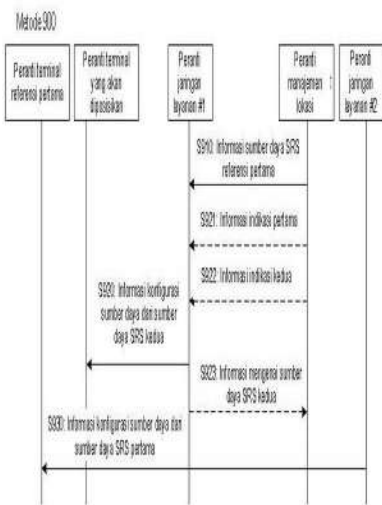 Metode 900
Peranti terminal
referensi pertama
Peranti terminal
yang akan
diposisikan
Peranti
jaringan
layanan #1
Peranti
manajemen :
lokasi
Peranti
jaringan
layanan #2
S910: Informasi sumber daya SRS
referensi pertama
S921: Informasi indikasi pertama
S922: Informasi indikasi kedua
S920: Informasi konfigurasi
sumber daya dari sumber
daya SRS kedua
S923: Informasi mengenai sumber
daya SRS kedua
S930: Informasi konfigurasi sumber daya dari
sumber daya SRS pertama